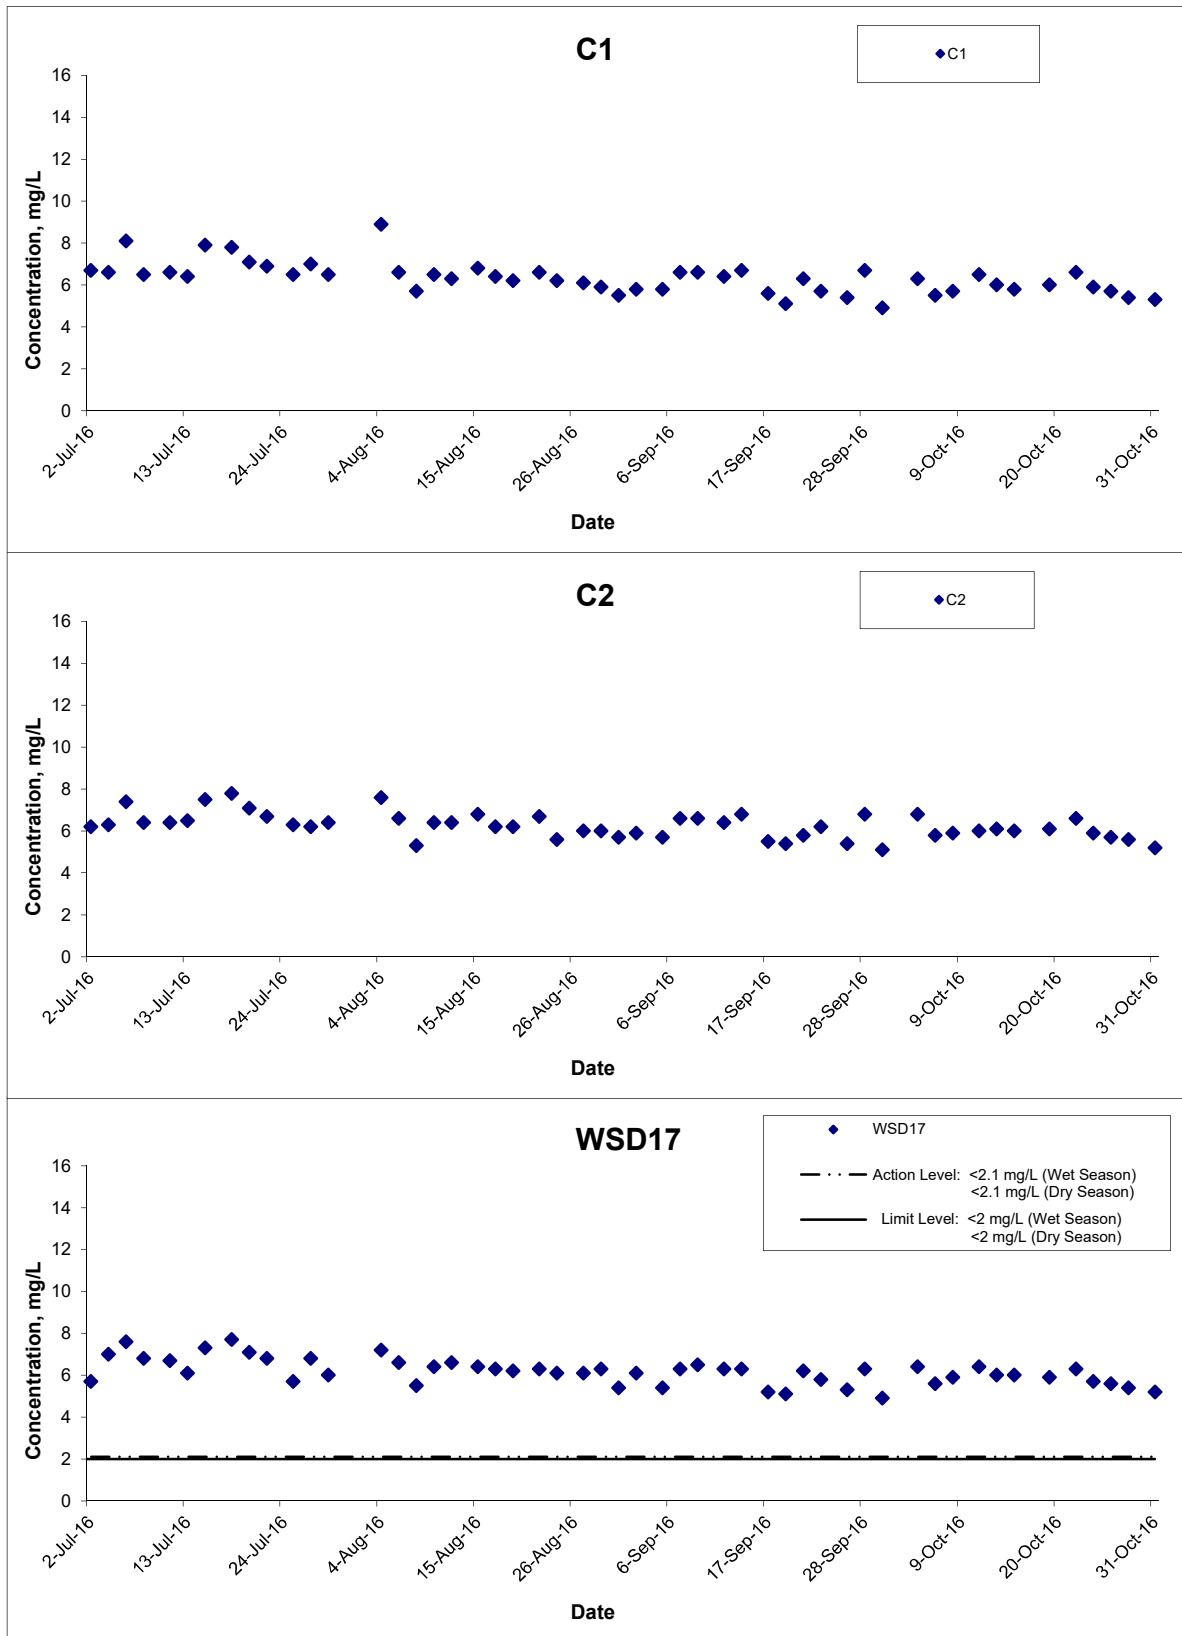 C1
C1
16
14
12
10
8
6
4
2
0
Concentration, mg/L
2-Jul-16
13-Jul-16
24-Jul-16
4-Aug-16
15-Aug-16
26-Aug-16
6-Sep-16
17-Sep-16
28-Sep-16
9-Oct-16
20-Oct-16
31-Oct-16
Date
C2
C2
16
14
12
10
8
6
4
2
0
Concentration, mg/L
2-Jul-16
13-Jul-16
24-Jul-16
4-Aug-16
15-Aug-16
26-Aug-16
6-Sep-16
17-Sep-16
28-Sep-16
9-Oct-16
20-Oct-16
31-Oct-16
Date
WSD17
WSD17
Action Level: <2.1 mg/L (Wet Season)
<2.1 mg/L (Dry Season)
Limit Level: <2 mg/L (Wet Season)
<2 mg/L (Dry Season)
16
14
12
10
8
6
4
2
0
Concentration, mg/L
2-Jul-16
13-Jul-16
24-Jul-16
4-Aug-16
15-Aug-16
26-Aug-16
6-Sep-16
17-Sep-16
28-Sep-16
9-Oct-16
20-Oct-16
31-Oct-16
Date